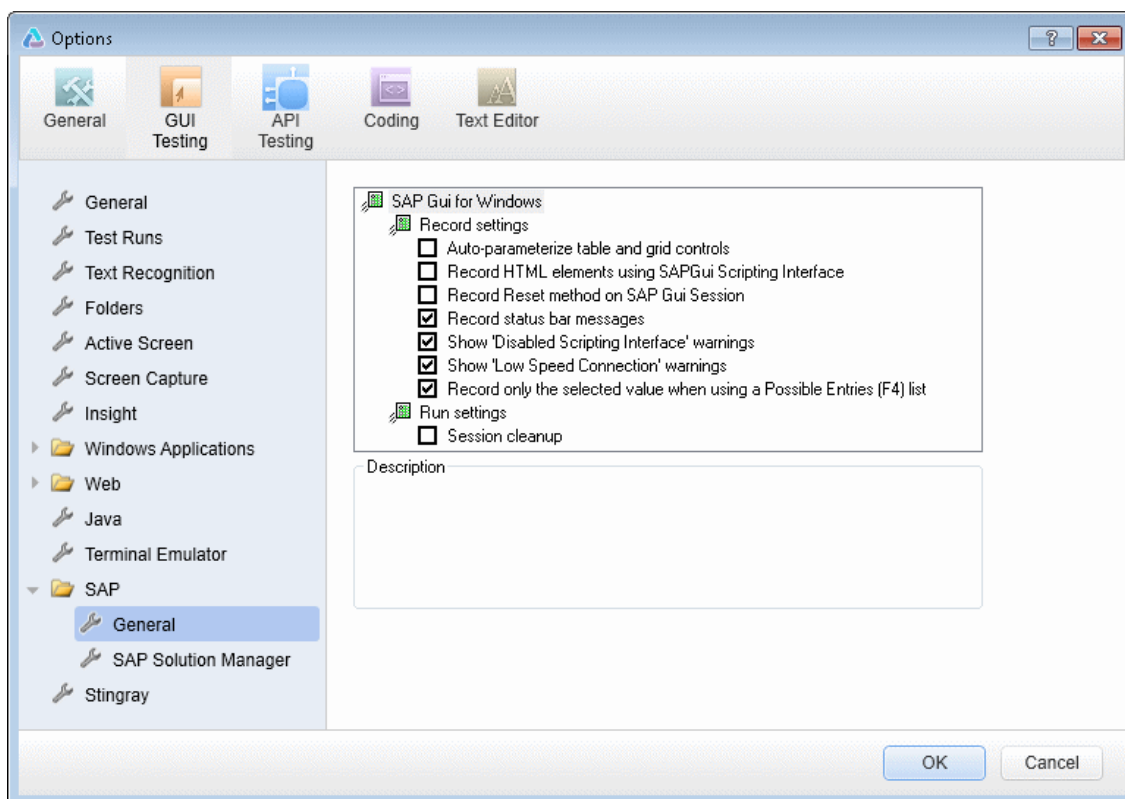 Options
?
General
GUI
Testing
API
Testing
Coding
Text Editor
General
Test Runs
Text Recognition
Folders
Active Screen
Screen Capture
Insight
Windows Applications
Web
Java
Terminal Emulator
SAP
General
SAP Solution Manager
Stingray
SAP Gui for Windows
Record settings
Auto-parameterize table and grid controls
Record HTML elements using SAPGui Scripting Interface
Record Reset method on SAP Gui Session
Record status bar messages
Show 'Disabled Scripting Interface' warnings
Show 'Low Speed Connection' warnings
Record only the selected value when using a Possible Entries (F4) list
Run settings
Session cleanup
Description
OK
Cancel